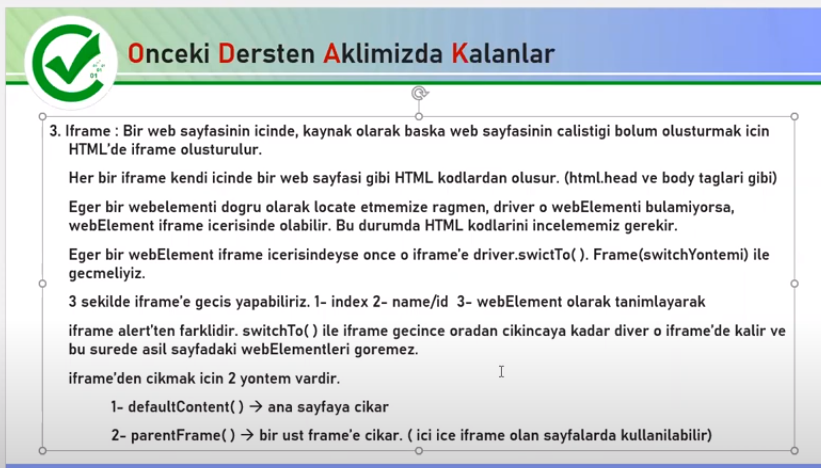 Onceki Dersten Aklimizda Kalanlar
3. Iframe : Bir web sayfasinin icinde, kaynak olarak baska web sayfasinin calistigi bolum olusturmak icin
HTML'de iframe olusturulur.
Her bir iframe kendi icinde bir web sayfasi gibi HTML kodlardan olusur. (html.head ve body taglari gibi)
Eger bir webelementi dogru olarak locate etmemize ragmen, driver o webElementi bulamiyorsa,
webElement iframe icerisinde olabilir. Bu durumda HTML kodlarini incelememiz gerekir.
Eger bir webElement iframe icerisindeyse once o iframe'e driver.swictTo( ). Frame(switchYontemi) ile
gecmeliyiz.
3 sekilde iframe'e gecis yapabiliriz. 1- index 2- name/id 3- webElement olarak tanimlayarak
iframe alert'ten farklidir. switchTo( ) ile iframe gecince oradan cikincaya kadar diver o iframe'de kalir ve
bu surede asil sayfadaki webElementleri goremez.
iframe'den cikmak icin 2 yontem vardir.
1- defaultContent( ) → ana sayfaya cikar
2- parentFrame( ) → bir ust frame'e cikar. ( ici ice iframe olan sayfalarda kullanilabilir)